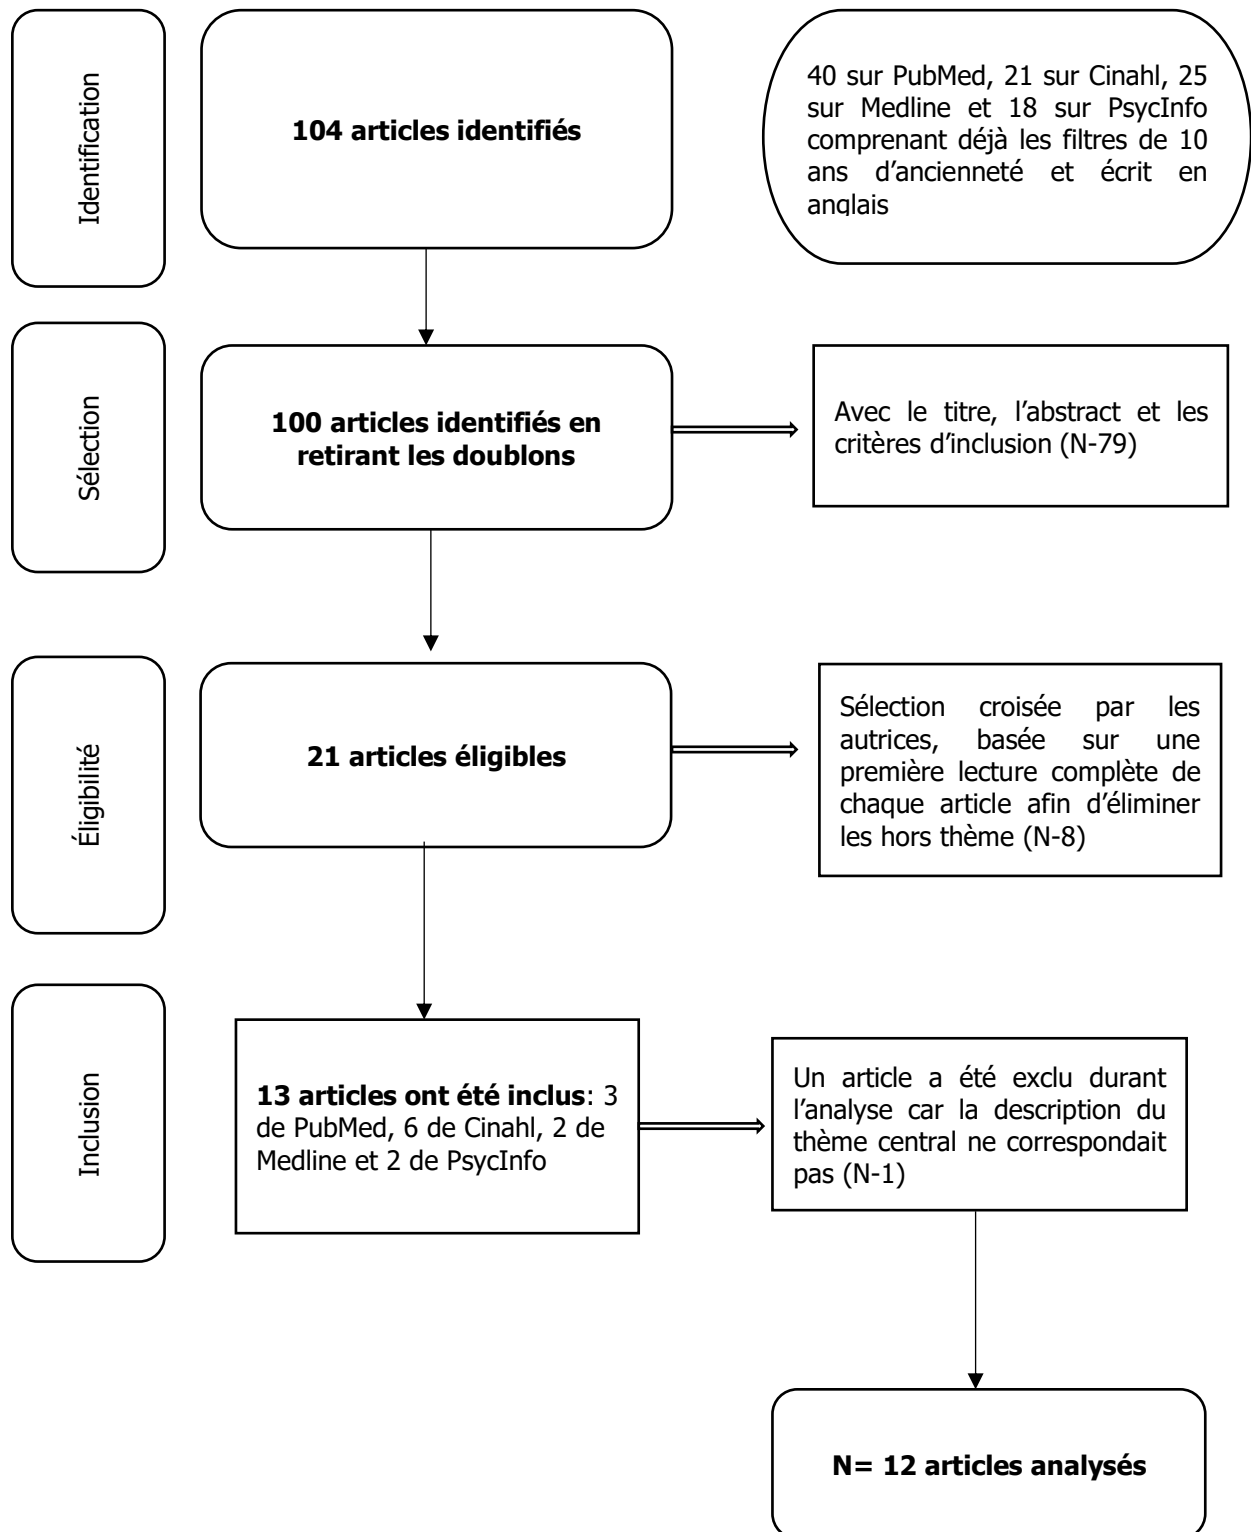 Identification
104 articles identifiés
40 sur PubMed, 21 sur Cinahl, 25
sur Medline et 18 sur PsycInfo
comprenant déjà les filtres de 10
ans d’ancienneté et écrit en
anglais
Sélection
100 articles identifiés en
retirant les doublons
Avec le titre, l’abstract et les
critères d’inclusion (N-79)
Éligibilité
21 articles éligibles
Sélection croisée par les
autrices, basée sur une
première lecture complète de
chaque article afin d’éliminer
les hors thème (N-8)
Inclusion
13 articles ont été inclus: 3
de PubMed, 6 de Cinahl, 2 de
Medline et 2 de PsycInfo
Un article a été exclu durant
l’analyse car la description du
thème central ne correspondait
pas (N-1)
N= 12 articles analysés